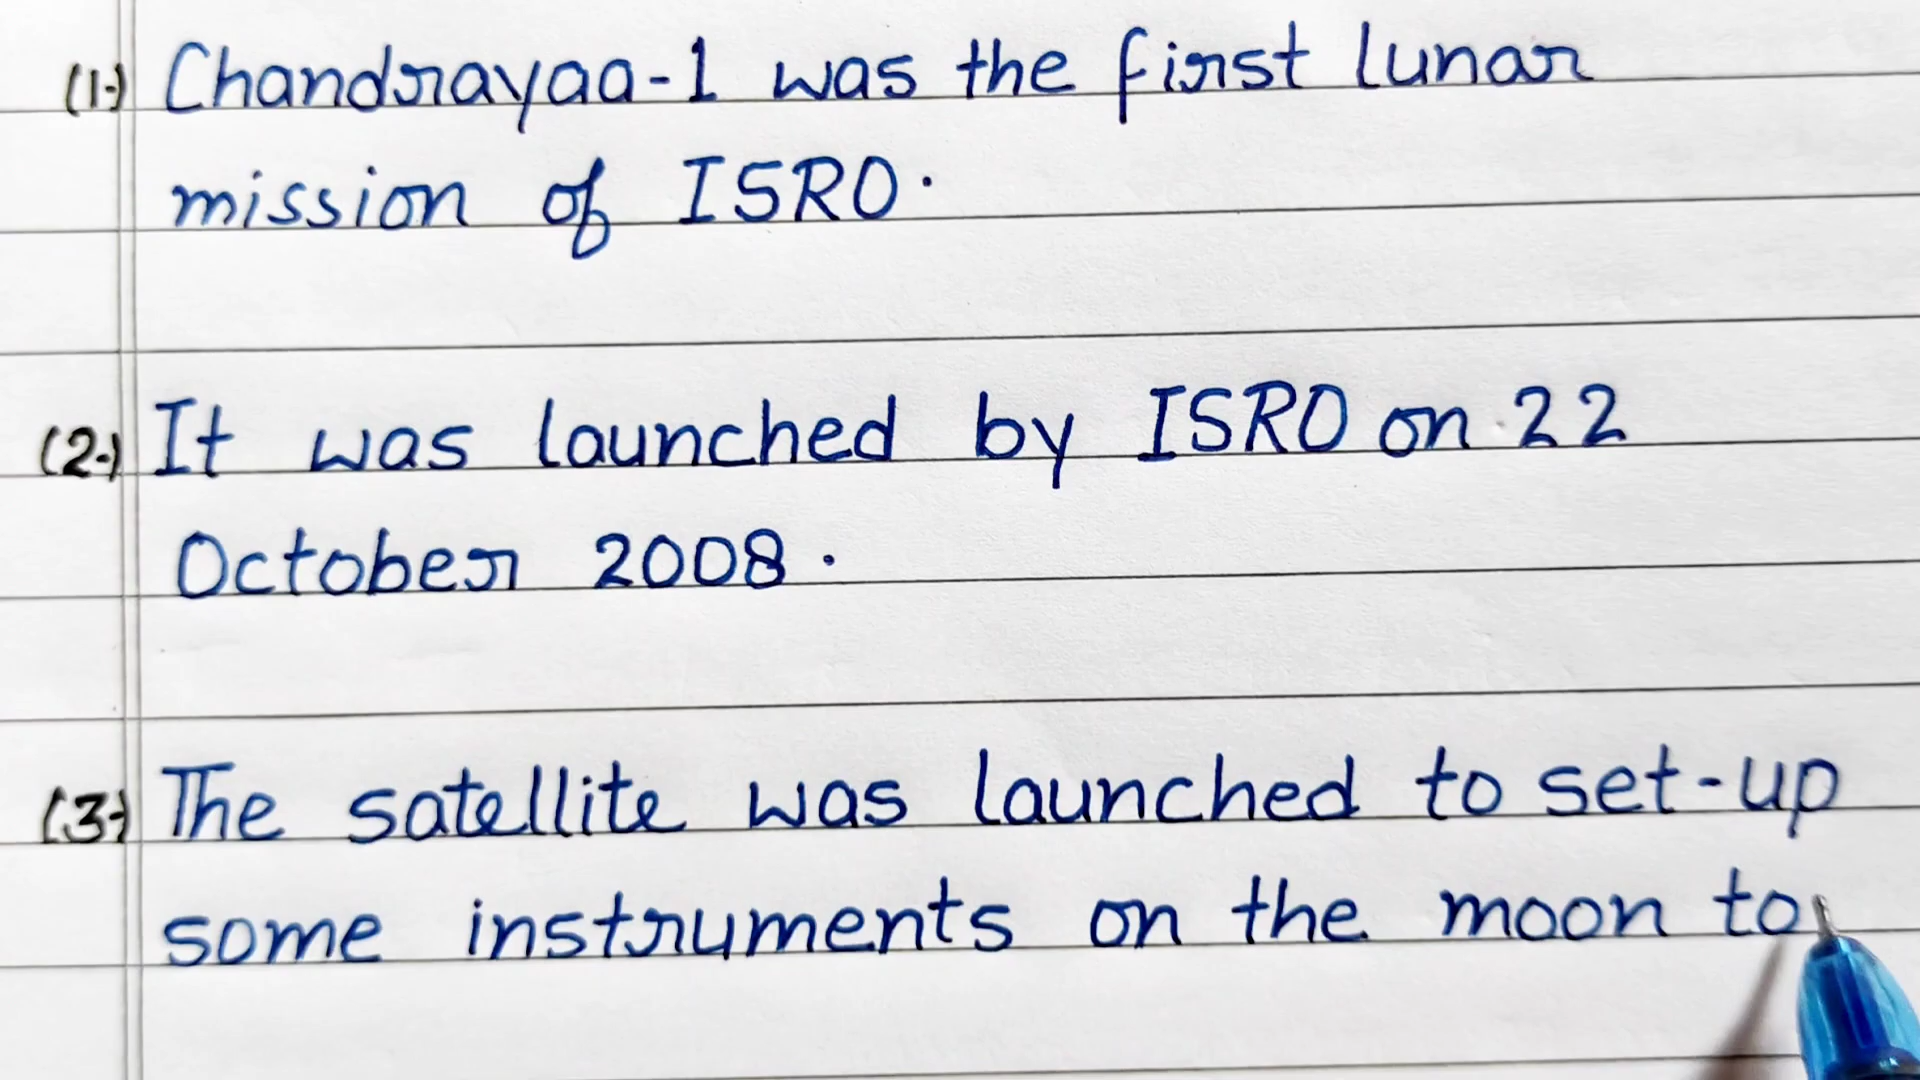 (1.) Chandrayaa-1 was the first lunar
mission of ISRO.
(2.) It was launched by ISRO on 22
October 2008.
(3.) The satellite was launched to set-up
some instruments on the moon to